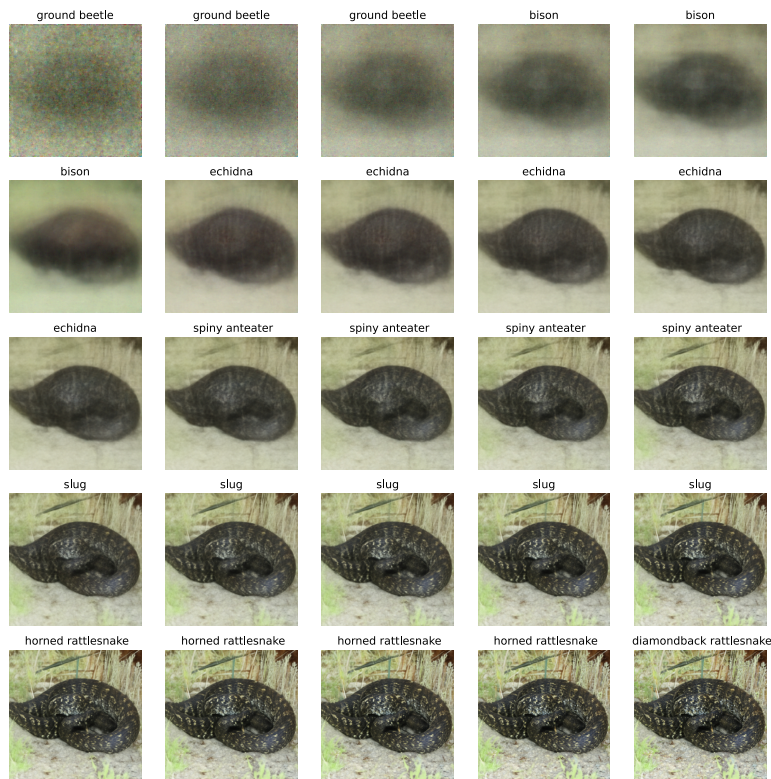 ground beetle ground beetle ground beetle bison bison
bison echidna echidna echidna echidna
echidna spiny anteater spiny anteater spiny anteater spiny anteater
slug slug slug slug slug
horned rattlesnake horned rattlesnake horned rattlesnake horned rattlesnake diamondback rattlesnake